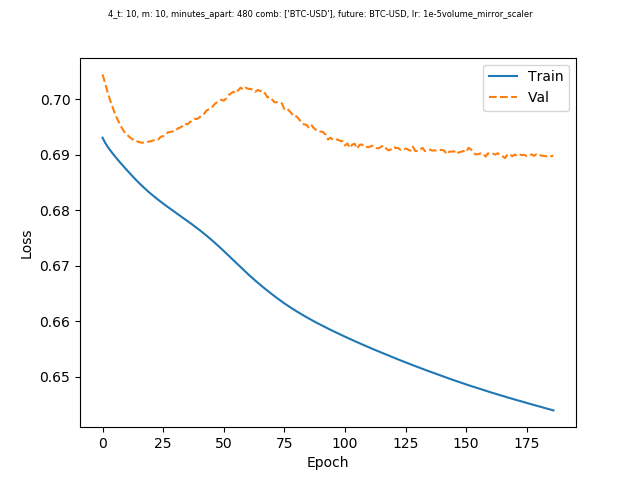 4_t: 10, m: 10, minutes_apart: 480 comb: ['BTC-USD'], future: BTC-USD, lr: 1e-5volume_mirror_scaler
Train
Val
0.70
0.69
0.68
0.67
0.66
0.65
Loss
0 25 50 75 100 125 150 175
Epoch